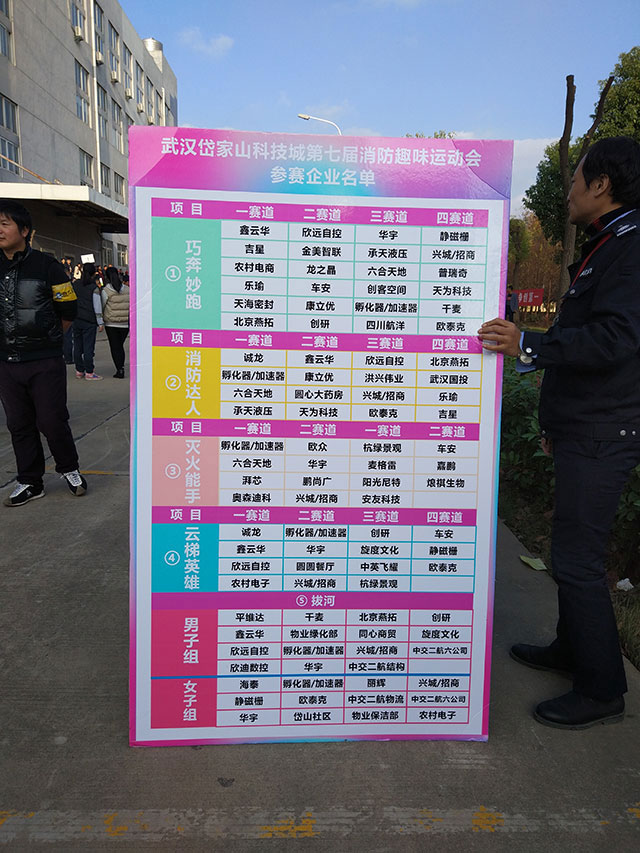 武汉岱家山科技城第七届消防趣味运动会
参赛企业名单
项目 一赛道 二赛道 三赛道 四赛道
① 巧奔妙跑
鑫云华 欣远自控 华宇 静磁栅
吉星 金美智联 承天液压 兴城/招商
农村电商 龙之晶 六合天地 普瑞奇
乐瑜 车安 创客空间 天为科技
天海密封 康立优 孵化器/加速器 千麦
北京燕拓 创研 四川航洋 欧泰克
项目 一赛道 二赛道 三赛道 四赛道
② 消防达人
诚龙 鑫云华 欣远自控 北京燕拓
孵化器/加速器 康立优 洪兴伟业 武汉国投
六合天地 圆心大药房 兴城/招商 乐瑜
承天液压 天为科技 欧泰克 吉星
项目 一赛道 二赛道 一赛道 二赛道
③ 灭火能手
孵化器/加速器 欧众 杭绿景观 车安
六合天地 华宇 麦格雷 嘉鹏
湃芯 鹏尚广 阳光尼特 烺祺生物
奥森迪科 兴城/招商 安友科技
项目 一赛道 二赛道 三赛道 四赛道
④ 云梯英雄
诚龙 孵化器/加速器 创研 车安
鑫云华 华宇 旋度文化 静磁栅
欣远自控 圆圆餐厅 中英飞耀 欧泰克
农村电子 兴城/招商 杭绿景观
⑤ 拔河
男子组
平维达 千麦 北京燕拓 创研
鑫云华 物业绿化部 同心商贸 旋度文化
欣远自控 孵化器/加速器 兴城/招商 中交二航六公司
欣迪数控 华宇 中交二航结构
女子组
海泰 孵化器/加速器 丽辉 兴城/招商
静磁栅 欧泰克 中交二航物流 中交二航六公司
华宇 岱山社区 物业保洁部 农村电子